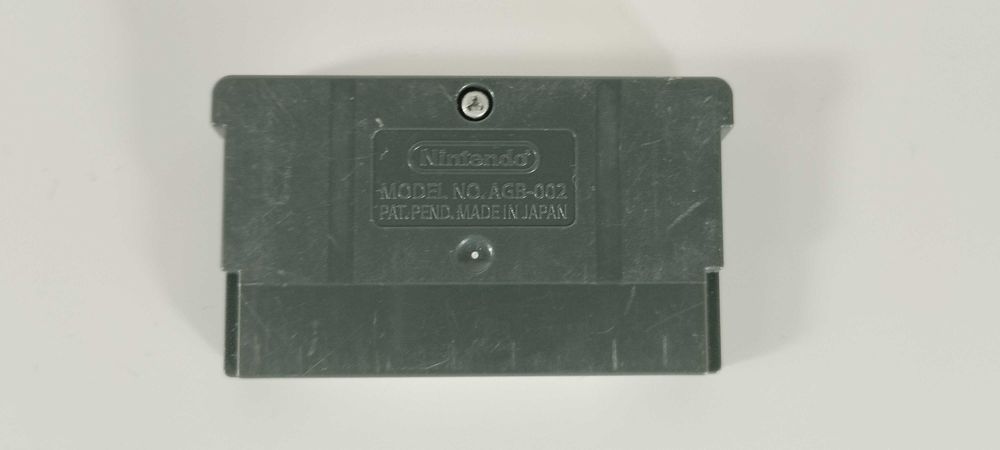 Nintendo®
MODEL NO. AGB-002
PAT. PEND. MADE IN JAPAN